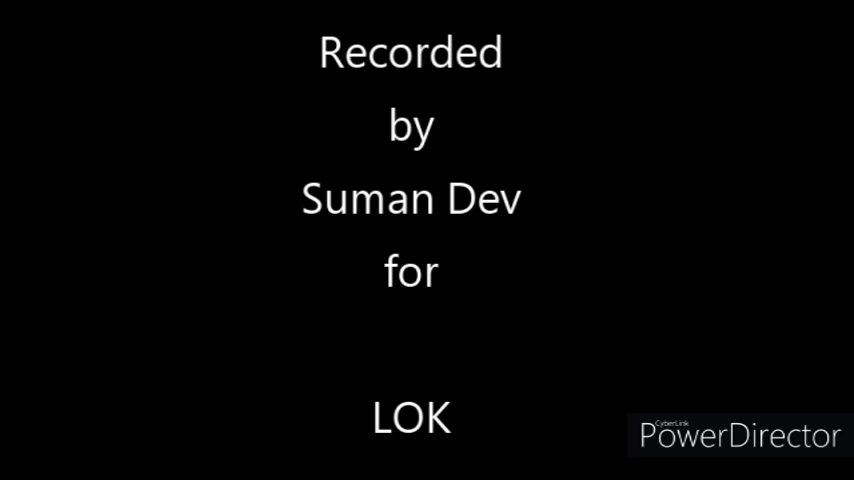 Recorded
by
Suman Dev
for
LOK
CyberLink
PowerDirector